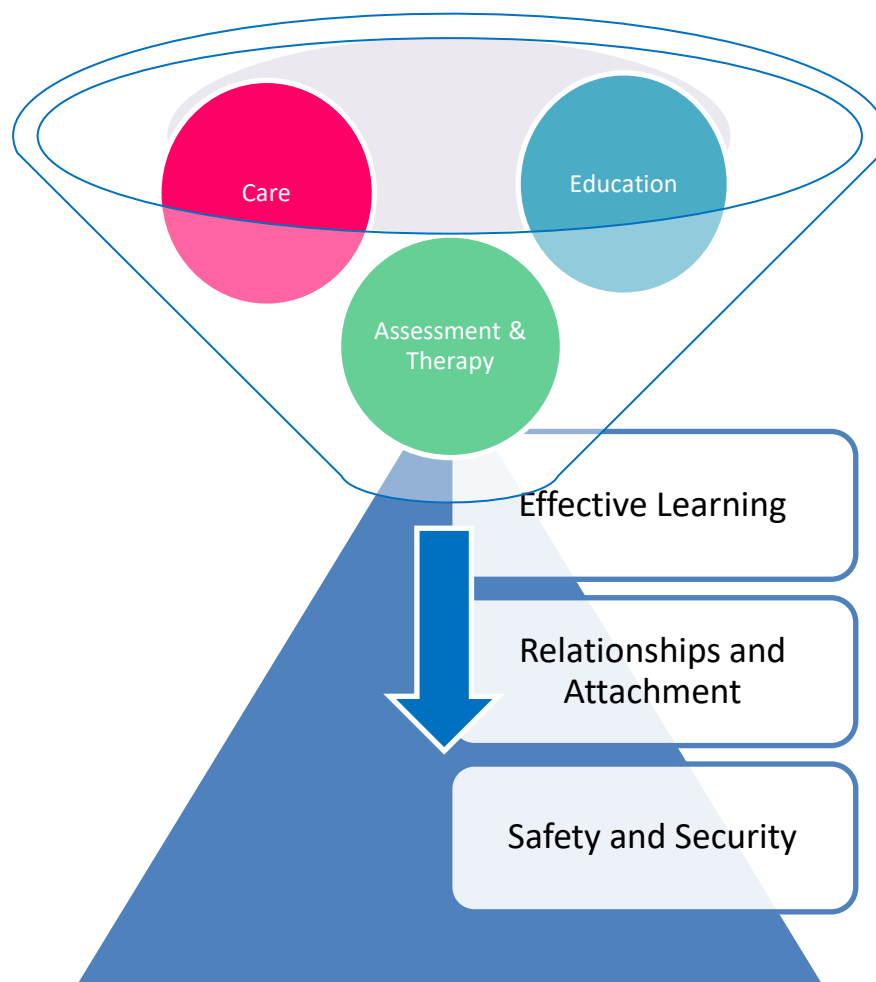 Care
Education
Assessment &
Therapy
Effective Learning
Relationships and
Attachment
Safety and Security